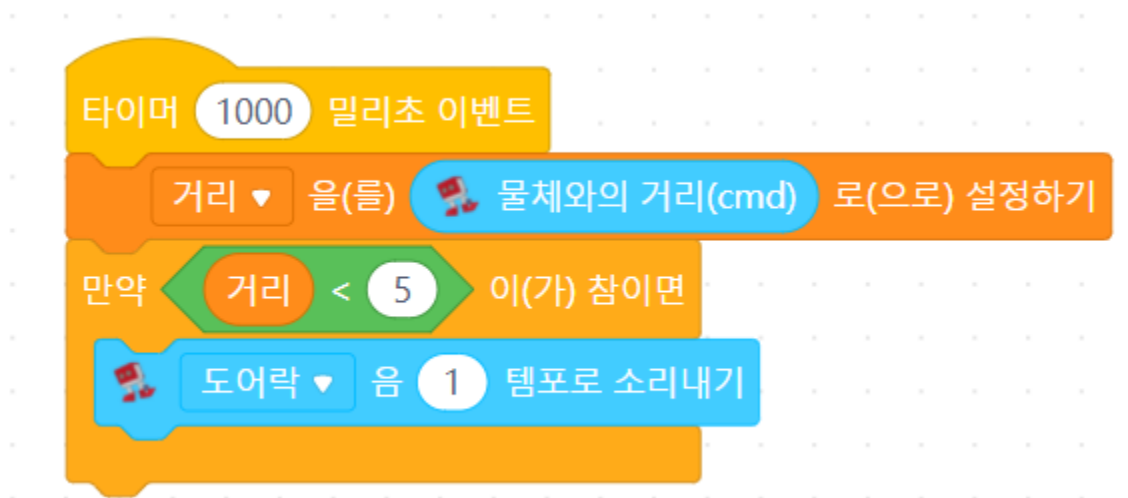 타이머 1000 밀리초 이벤트
거리 을(를) 물체와의 거리(cmd) 로(으로) 설정하기
만약 거리 < 5 이(가) 참이면
도어락 음 1 템포로 소리내기